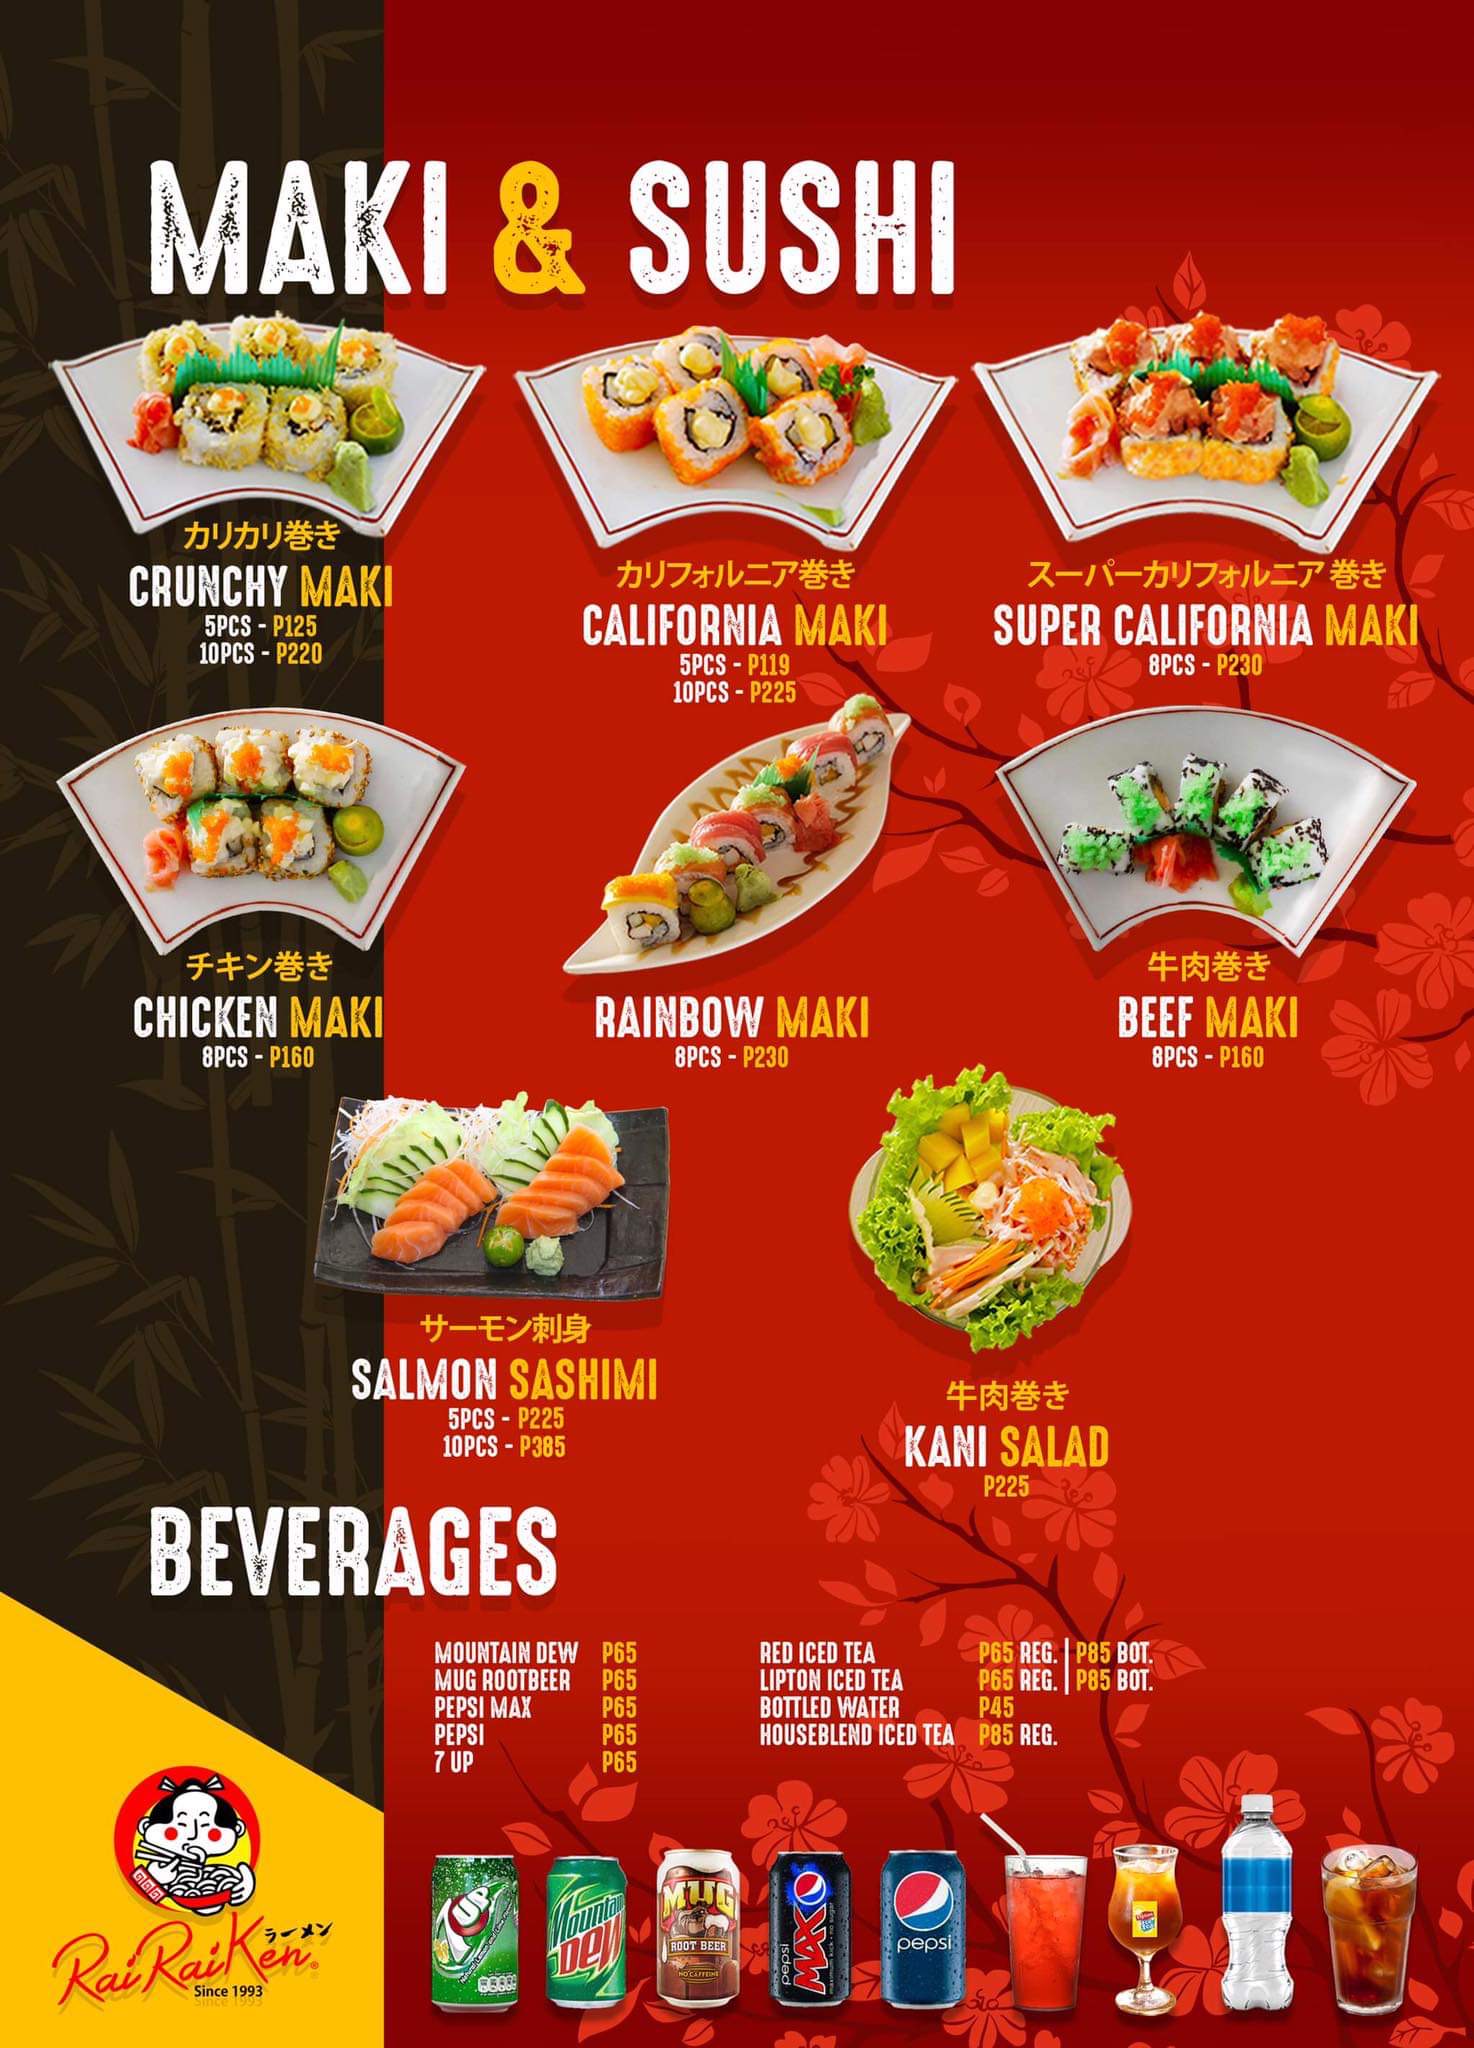 MAKI & SUSHI
カリカリ巻き
CRUNCHY MAKI
5PCS - P125
10PCS - P220
カリフォルニア巻き
CALIFORNIA MAKI
5PCS - P119
10PCS - P225
スーパーカリフォルニア 巻き
SUPER CALIFORNIA MAKI
8PCS - P230
チキン巻き
CHICKEN MAKI
8PCS - P160
RAINBOW MAKI
8PCS - P230
牛肉巻き
BEEF MAKI
8PCS - P160
サーモン刺身
SALMON SASHIMI
5PCS - P225
10PCS - P385
牛肉巻き
KANI SALAD
P225
BEVERAGES
MOUNTAIN DEW P65
MUG ROOTBEER P65
PEPSI MAX P65
PEPSI P65
7 UP P65
RED ICED TEA P65 REG. | P85 BOT.
LIPTON ICED TEA P65 REG. | P85 BOT.
BOTTLED WATER P45
HOUSEBLEND ICED TEA P85 REG.
ラーメン
Rai Rai Ken®
Since 1993
7UP
Mountain
DEW
MUG
ROOT BEER
NO CAFFEINE
pepsi
MAX
pepsi